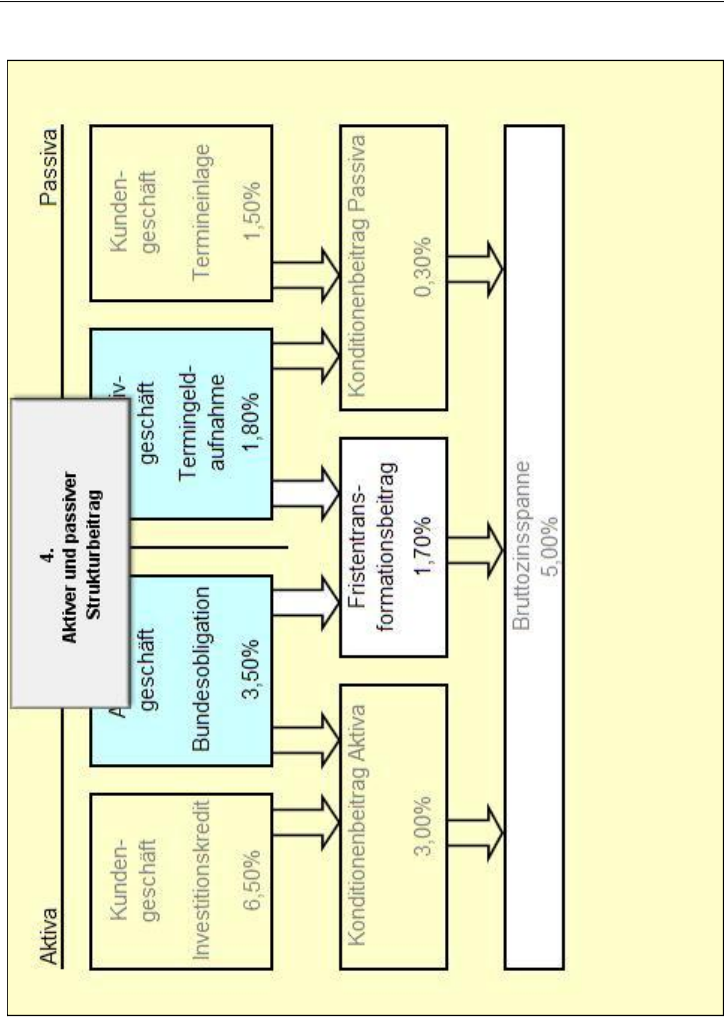 Aktiva
Passiva
4.
Aktiver und passiver
Strukturbeitrag
Kunden-
geschäft
Investitionskredit
6,50%
A
geschäft
Bundesobligation
3,50%
iv-
geschäft
Termingeld-
aufnahme
1,80%
Kunden-
geschäft
Termineinlage
1,50%
Konditionenbeitrag Aktiva
3,00%
Fristentrans-
formationsbeitrag
1,70%
Konditionenbeitrag Passiva
0,30%
Bruttozinsspanne
5,00%